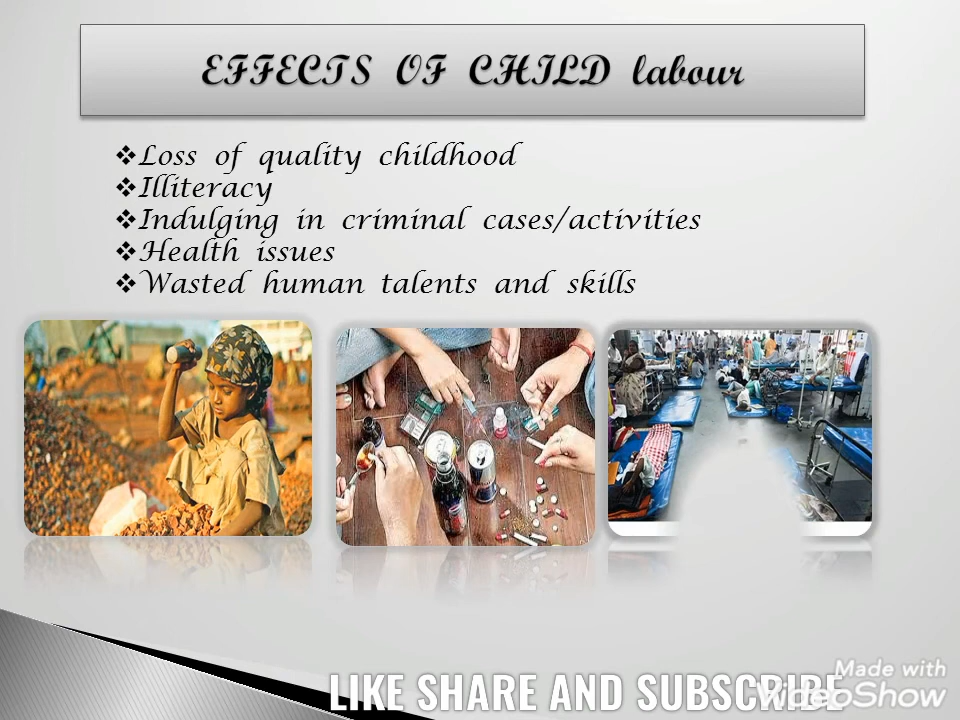 EFFECTS OF CHILD labour
❖Loss of quality childhood
❖Illiteracy
❖Indulging in criminal cases/activities
❖Health issues
❖Wasted human talents and skills
LIKE SHARE AND SUBSCRIBE
Made with
VideoShow